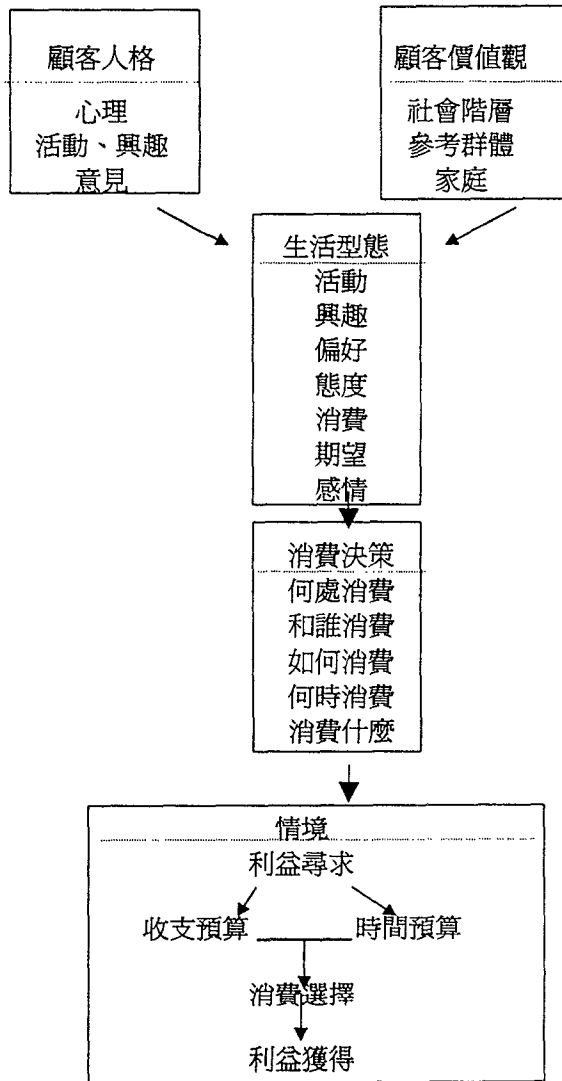 顧客人格
心理
活動、興趣
意見
顧客價值觀
社會階層
參考群體
家庭
生活型態
活動
興趣
偏好
態度
消費
期望
感情
消費決策
何處消費
和誰消費
如何消費
何時消費
消費什麼
情境
利益尋求
收支預算 時間預算
消費選擇
利益獲得